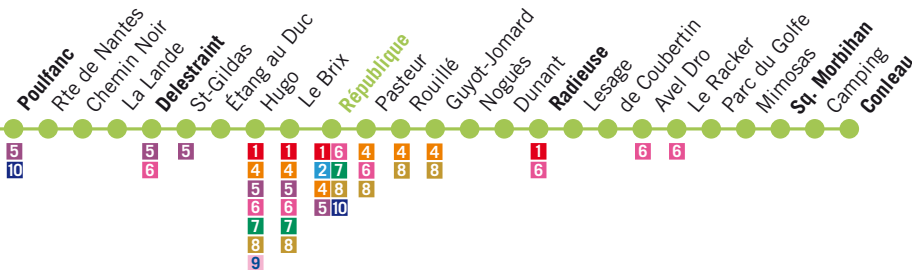 Poulfanc
Rte de Nantes
Chemin Noir
La Lande
Delestraint
St-Gildas
Étang au Duc
Hugo
Le Brix
République
Pasteur
Rouillé
Guyot-Jomard
Noguès
Dunant
Radieuse
Lesage
de Coubertin
Avel Dro
Le Racker
Parc du Golfe
Mimosas
Sq. Morbihan
Camping
Conleau
5 5 5 1 1 1 6 4 4 4 1 6 6
10 6 4 4 2 7 6 8 8 6
5 5 4 8 8
6 6 5 10
7 7
8 8
9